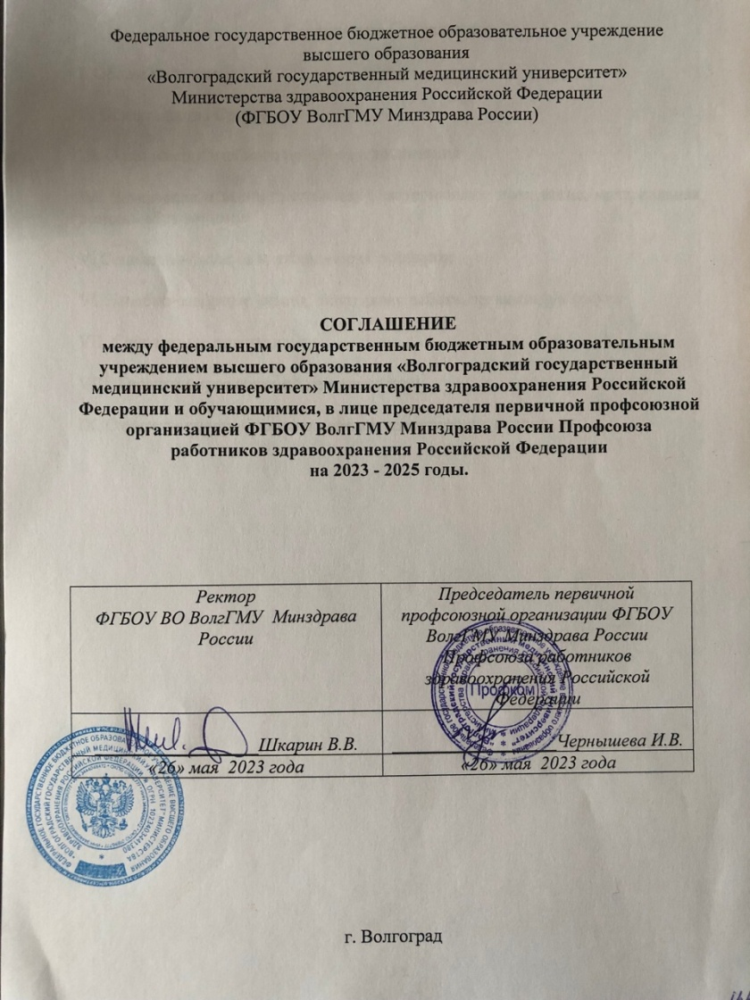 Федеральное государственное бюджетное образовательное учреждение
высшего образования
«Волгоградский государственный медицинский университет»
Министерства здравоохранения Российской Федерации
(ФГБОУ ВолгГМУ Минздрава России)
СОГЛАШЕНИЕ
между федеральным государственным бюджетным образовательным
учреждением высшего образования «Волгоградский государственный
медицинский университет» Министерства здравоохранения Российской
Федерации и обучающимися, в лице председателя первичной профсоюзной
организацией ФГБОУ ВолгГМУ Минздрава России Профсоюза
работников здравоохранения Российской Федерации
на 2023 - 2025 годы.
Ректор
ФГБОУ ВО ВолгГМУ Минздрава
России
Председатель первичной
профсоюзной организации ФГБОУ
ВолгГМУ Минздрава России
Профсоюза работников
здравоохранения Российской
Федерации
Профком
Шкарин В.В.
Чернышева И.В.
«26» мая 2023 года
«26» мая 2023 года
г. Волгоград